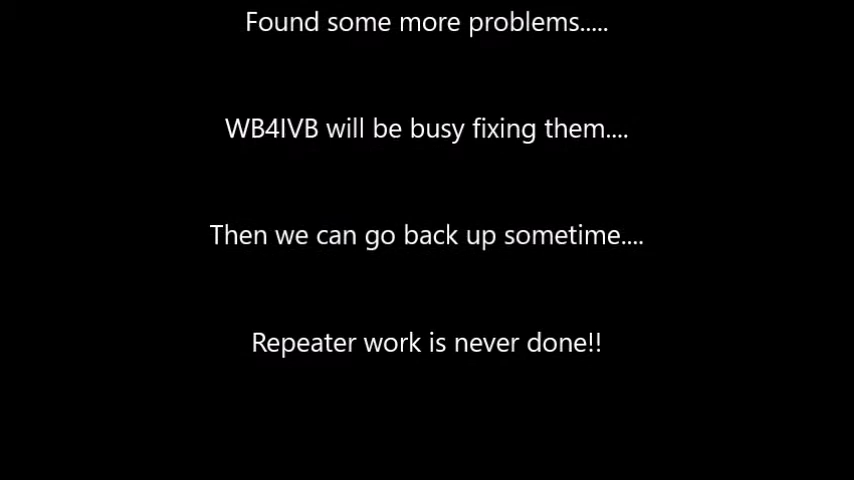 Found some more problems.....
WB4IVB will be busy fixing them....
Then we can go back up sometime....
Repeater work is never done!!